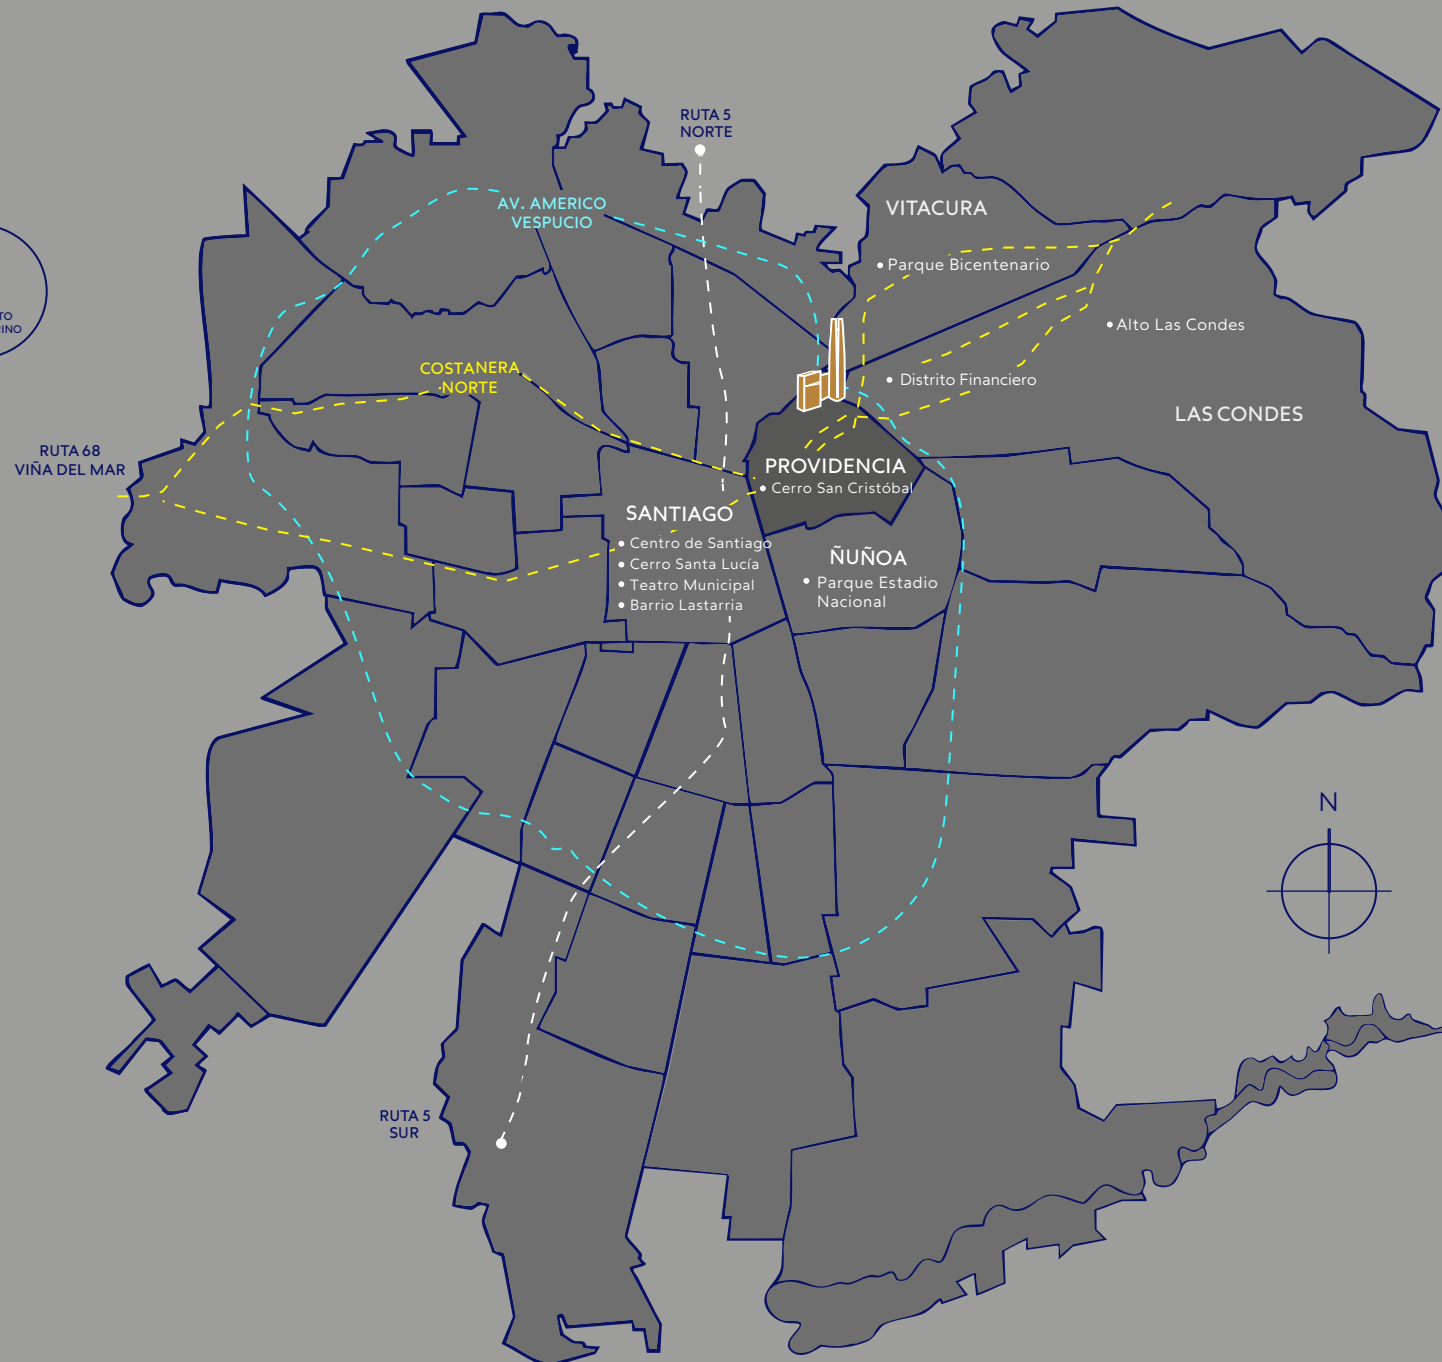 RUTA 5
NORTE
AV. AMERICO
VESPUCIO
VITACURA
Parque Bicentenario
Alto Las Condes
COSTANERA
NORTE
Distrito Financiero
LAS CONDES
RUTA 68
VIÑA DEL MAR
PROVIDENCIA
Cerro San Cristóbal
SANTIAGO
Centro de Santiago
Cerro Santa Lucía
Teatro Municipal
Barrio Lastarria
ÑUÑOA
Parque Estadio
Nacional
N
RUTA 5
SUR